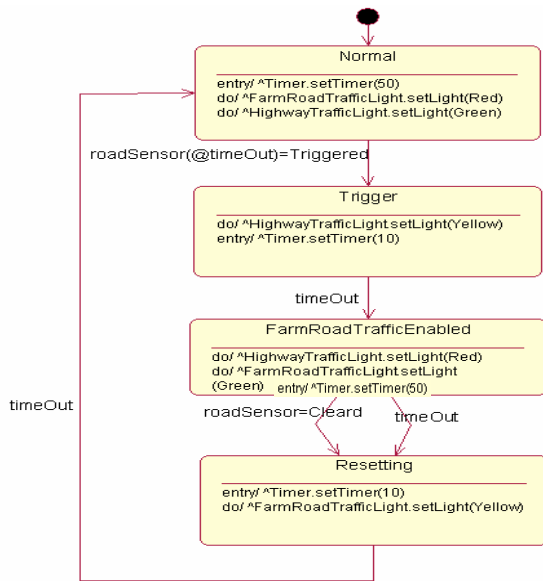 Normal
entry/ ^Timer.setTimer(50)
do/ ^FarmRoadTrafficLight.setLight(Red)
do/ ^HighwayTrafficLight.setLight(Green)
roadSensor(@timeOut)=Triggered
Trigger
do/ ^HighwayTrafficLight.setLight(Yellow)
entry/ ^Timer.setTimer(10)
timeOut
FarmRoadTrafficEnabled
do/ ^HighwayTrafficLight.setLight(Red)
do/ ^FarmRoadTrafficLight.setLight
(Green) entry/ ^Timer.setTimer(50)
timeOut
roadSensor=Cleard
timeOut
Resetting
entry/ ^Timer.setTimer(10)
do/ ^FarmRoadTrafficLight.setLight(Yellow)